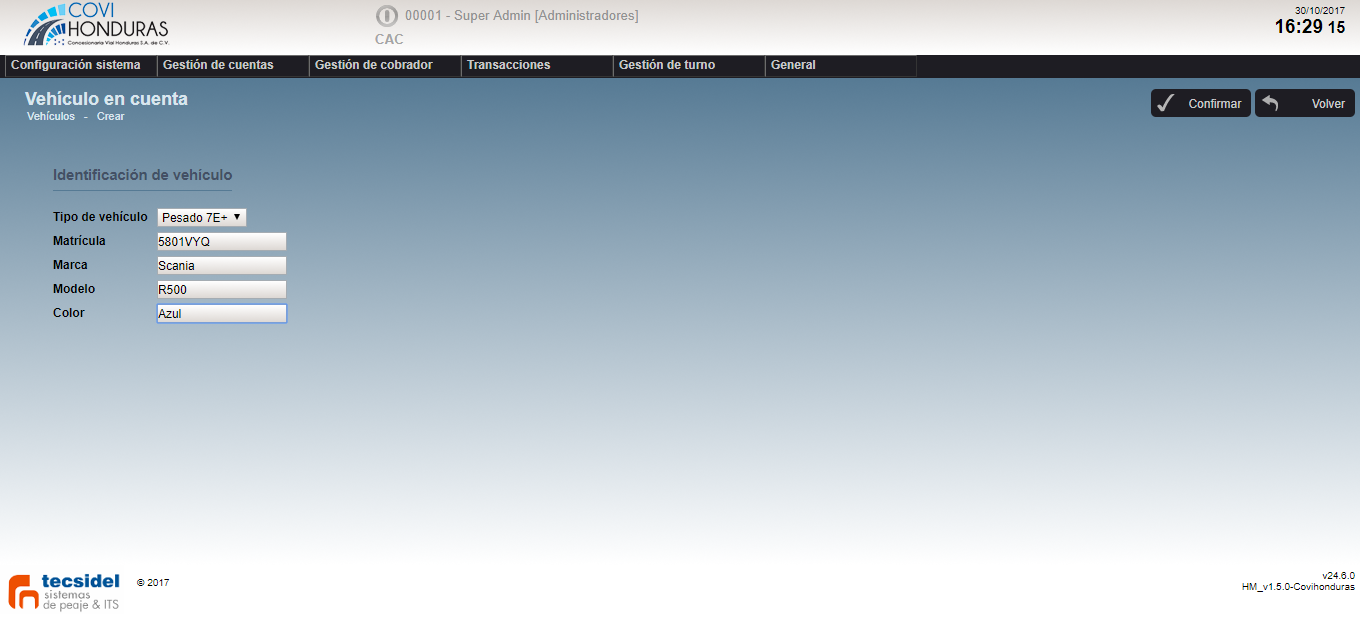 COVI
HONDURAS
Concesionaria Vial Honduras S.A. de C.V.
00001 - Super Admin [Administradores]
CAC
30/10/2017
16:29 15
Configuración sistema
Gestión de cuentas
Gestión de cobrador
Transacciones
Gestión de turno
General
Vehículo en cuenta
Vehículos - Crear
Confirmar
Volver
Identificación de vehículo
Tipo de vehículo Pesado 7E+
Matrícula 5801VYQ
Marca Scania
Modelo R500
Color Azul
tecsidel
sistemas
de peaje & ITS
© 2017
v24.6.0
HM_v1.5.0-Covihonduras